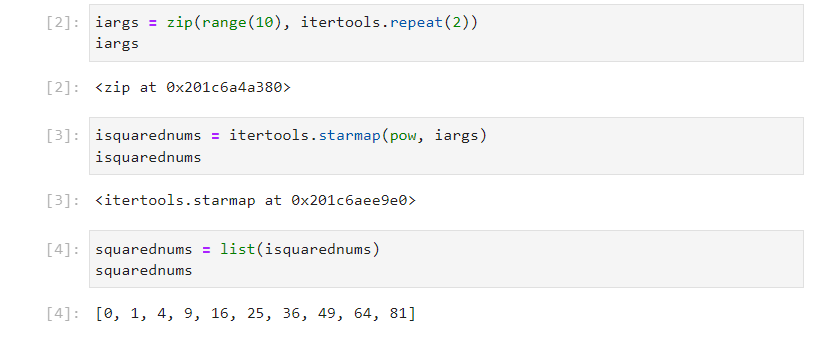 [2]: iargs = zip(range(10), itertools.repeat(2))
iargs
[2]: <zip at 0x201c6a4a380>
[3]: isquarednums = itertools.starmap(pow, iargs)
isquarednums
[3]: <itertools.starmap at 0x201c6aee9e0>
[4]: squarednums = list(isquarednums)
squarednums
[4]: [0, 1, 4, 9, 16, 25, 36, 49, 64, 81]